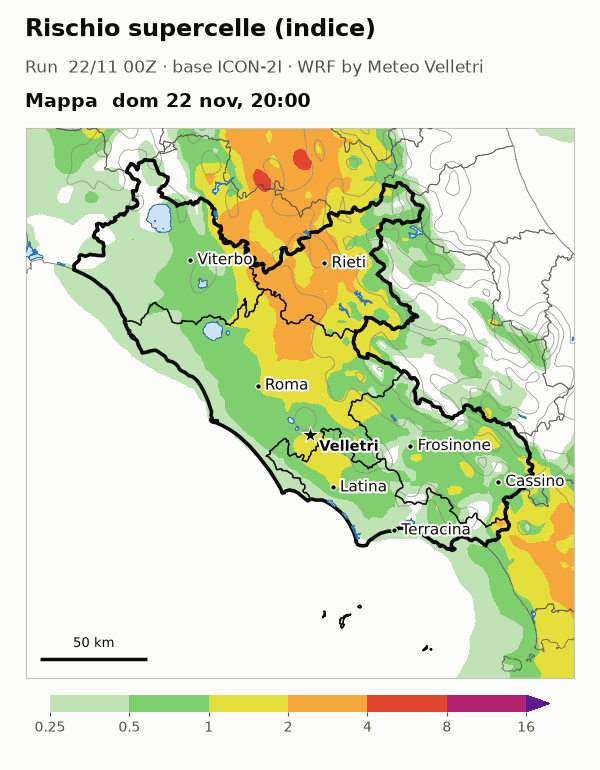 Rischio supercelle (indice)
Run  22/11 00Z · base ICON-2I · WRF by Meteo Velletri
Mappa  dom 22 nov, 20:00
Viterbo
Rieti
Roma
Velletri
Frosinone
Cassino
Latina
Terracina
50 km
0.25 0.5 1 2 4 8 16